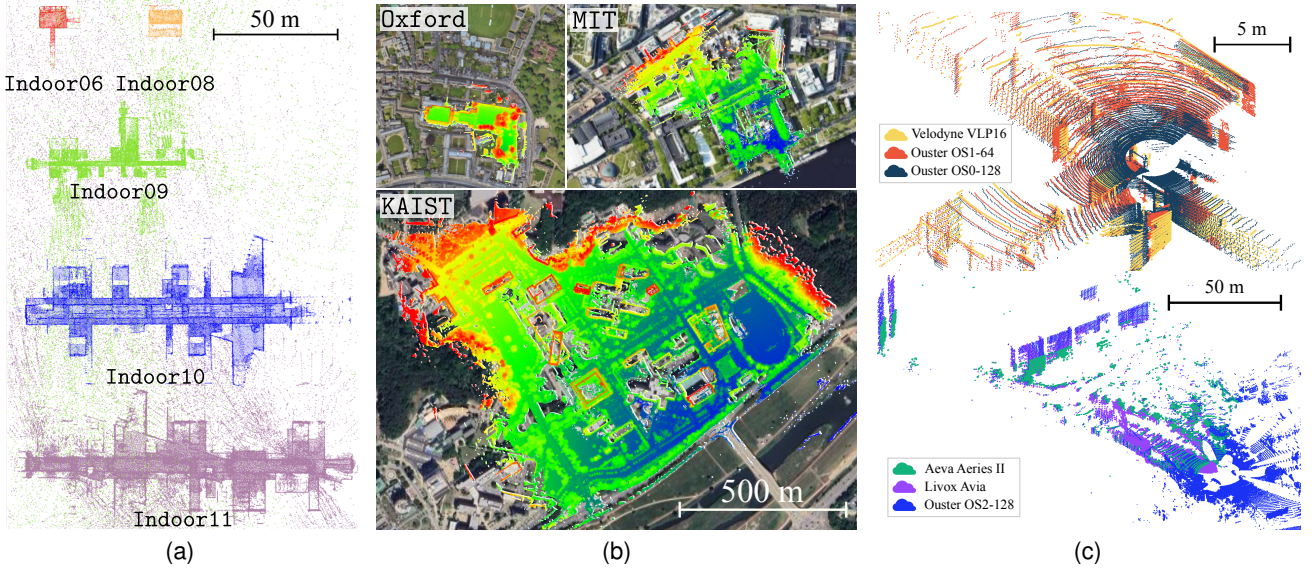 50 m
Indoor06 Indoor08
Indoor09
Indoor10
Indoor11
(a)
Oxford
MIT
KAIST
500 m
(b)
5 m
Velodyne VLP16
Ouster OS1-64
Ouster OS0-128
50 m
Aeva Aeries II
Livox Avia
Ouster OS2-128
(c)